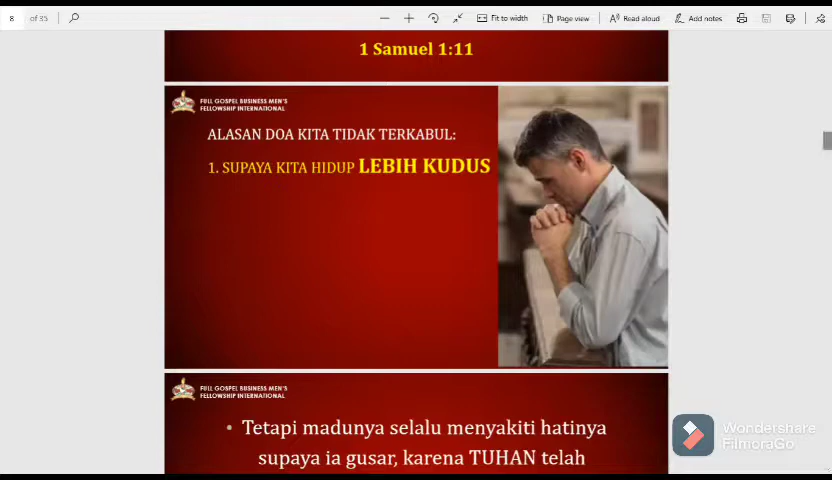 8 of 35 Fit to width Page view Read aloud Add notes
1 Samuel 1:11
FULL GOSPEL BUSINESS MEN'S
FELLOWSHIP INTERNATIONAL
ALASAN DOA KITA TIDAK TERKABUL:
1. SUPAYA KITA HIDUP LEBIH KUDUS
FULL GOSPEL BUSINESS MEN'S
FELLOWSHIP INTERNATIONAL
• Tetapi madunya selalu menyakiti hatinya
supaya ia gusar, karena TUHAN telah
Wondershare
FilmoraGo